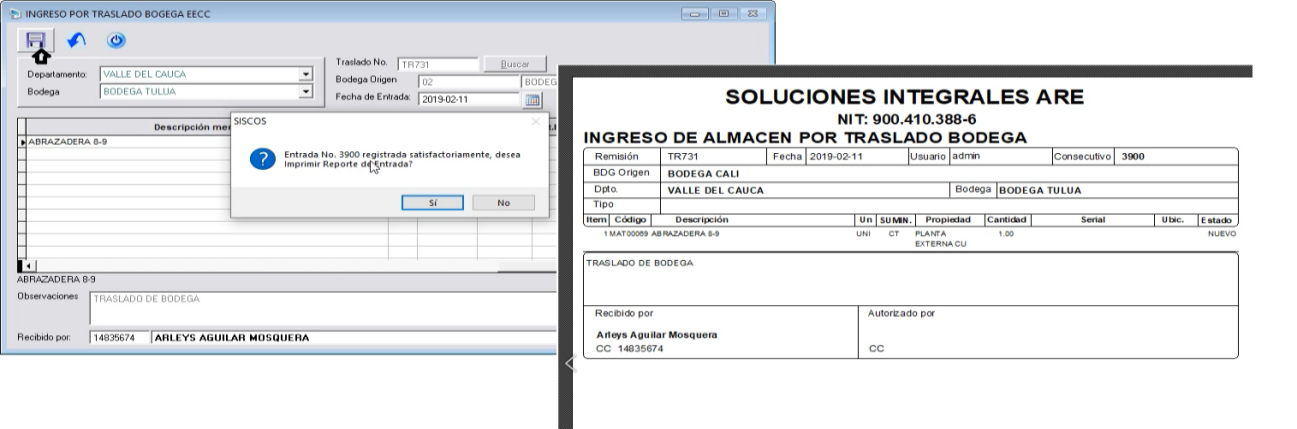 INGRESO POR TRASLADO BOGEGA EECC
Departamento: VALLE DEL CAUCA
Bodega BODEGA TULUA
Traslado No. TR731 Buscar
Bodega Origen 02 BODEG
Fecha de Entrada: 2019-02-11
Descripción mer
ABRAZADERA 8-9
SISCOS
Entrada No. 3900 registrada satisfactoriamente, desea
Imprimir Reporte de Entrada?
Sí No
ABRAZADERA 8-9
Observaciones TRASLADO DE BODEGA
Recibido por: 14835674 ARLEYS AGUILAR MOSQUERA
SOLUCIONES INTEGRALES ARE
NIT: 900.410.388-6
INGRESO DE ALMACEN POR TRASLADO BODEGA
Remisión TR731 Fecha 2019-02-11 Usuario admin Consecutivo 3900
BDG Origen BODEGA CALI
Dpto. VALLE DEL CAUCA Bodega BODEGA TULUA
Tipo
Item Código Descripción Un SUMIN. Propiedad Cantidad Serial Ubic. Estado
1 MAT00069 ABRAZADERA 8-9 UNI CT PLANTA 1.00 NUEVO
EXTERNA CU
TRASLADO DE BODEGA
Recibido por Autorizado por
Arleys Aguilar Mosquera
CC 14835674 CC